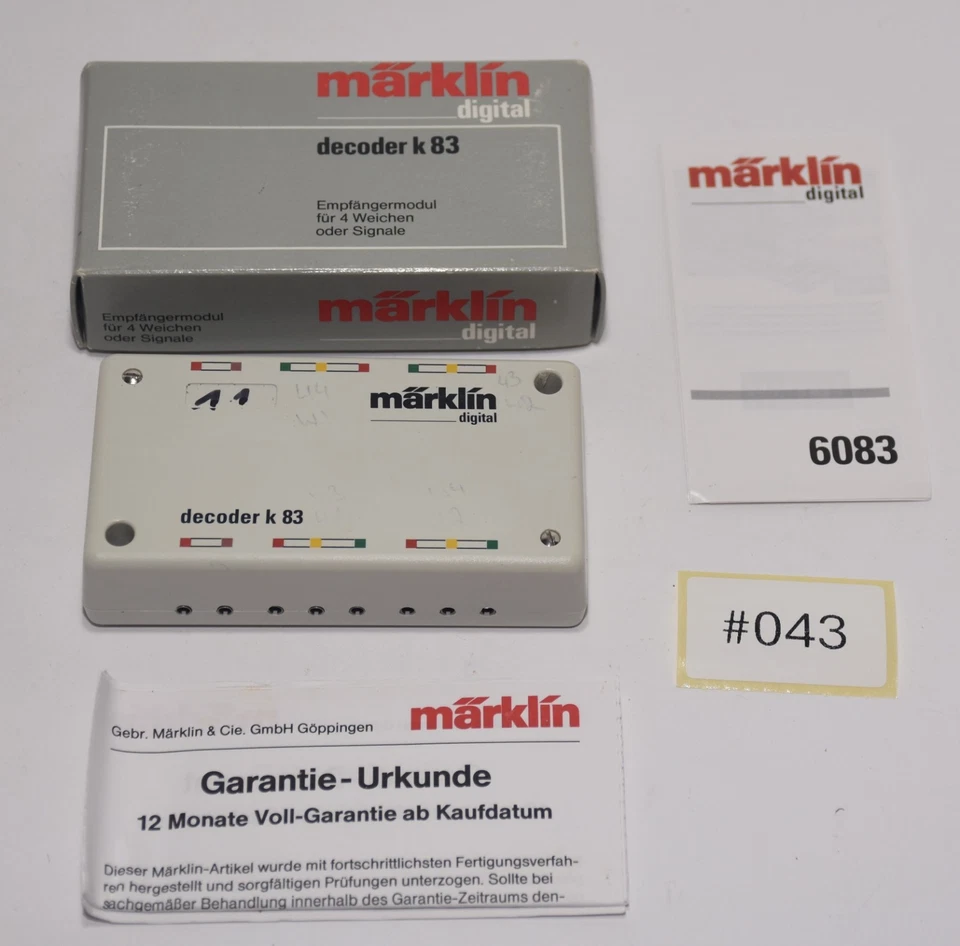 märklin
digital
decoder k 83
Empfängermodul
für 4 Weichen
oder Signale
Empfängermodul
für 4 Weichen
oder Signale
märklin
digital
märklin
digital
6083
11
44
43
märklin
digital
decoder k 83
#043
Gebr. Märklin & Cie. GmbH Göppingen
märklin
Garantie-Urkunde
12 Monate Voll-Garantie ab Kaufdatum
Dieser Märklin-Artikel wurde mit fortschrittlichsten Fertigungsverfah-
ren hergestellt und sorgfältigen Prüfungen unterzogen. Sollte bei
sachgemäßer Behandlung innerhalb des Garantie-Zeitraums den-